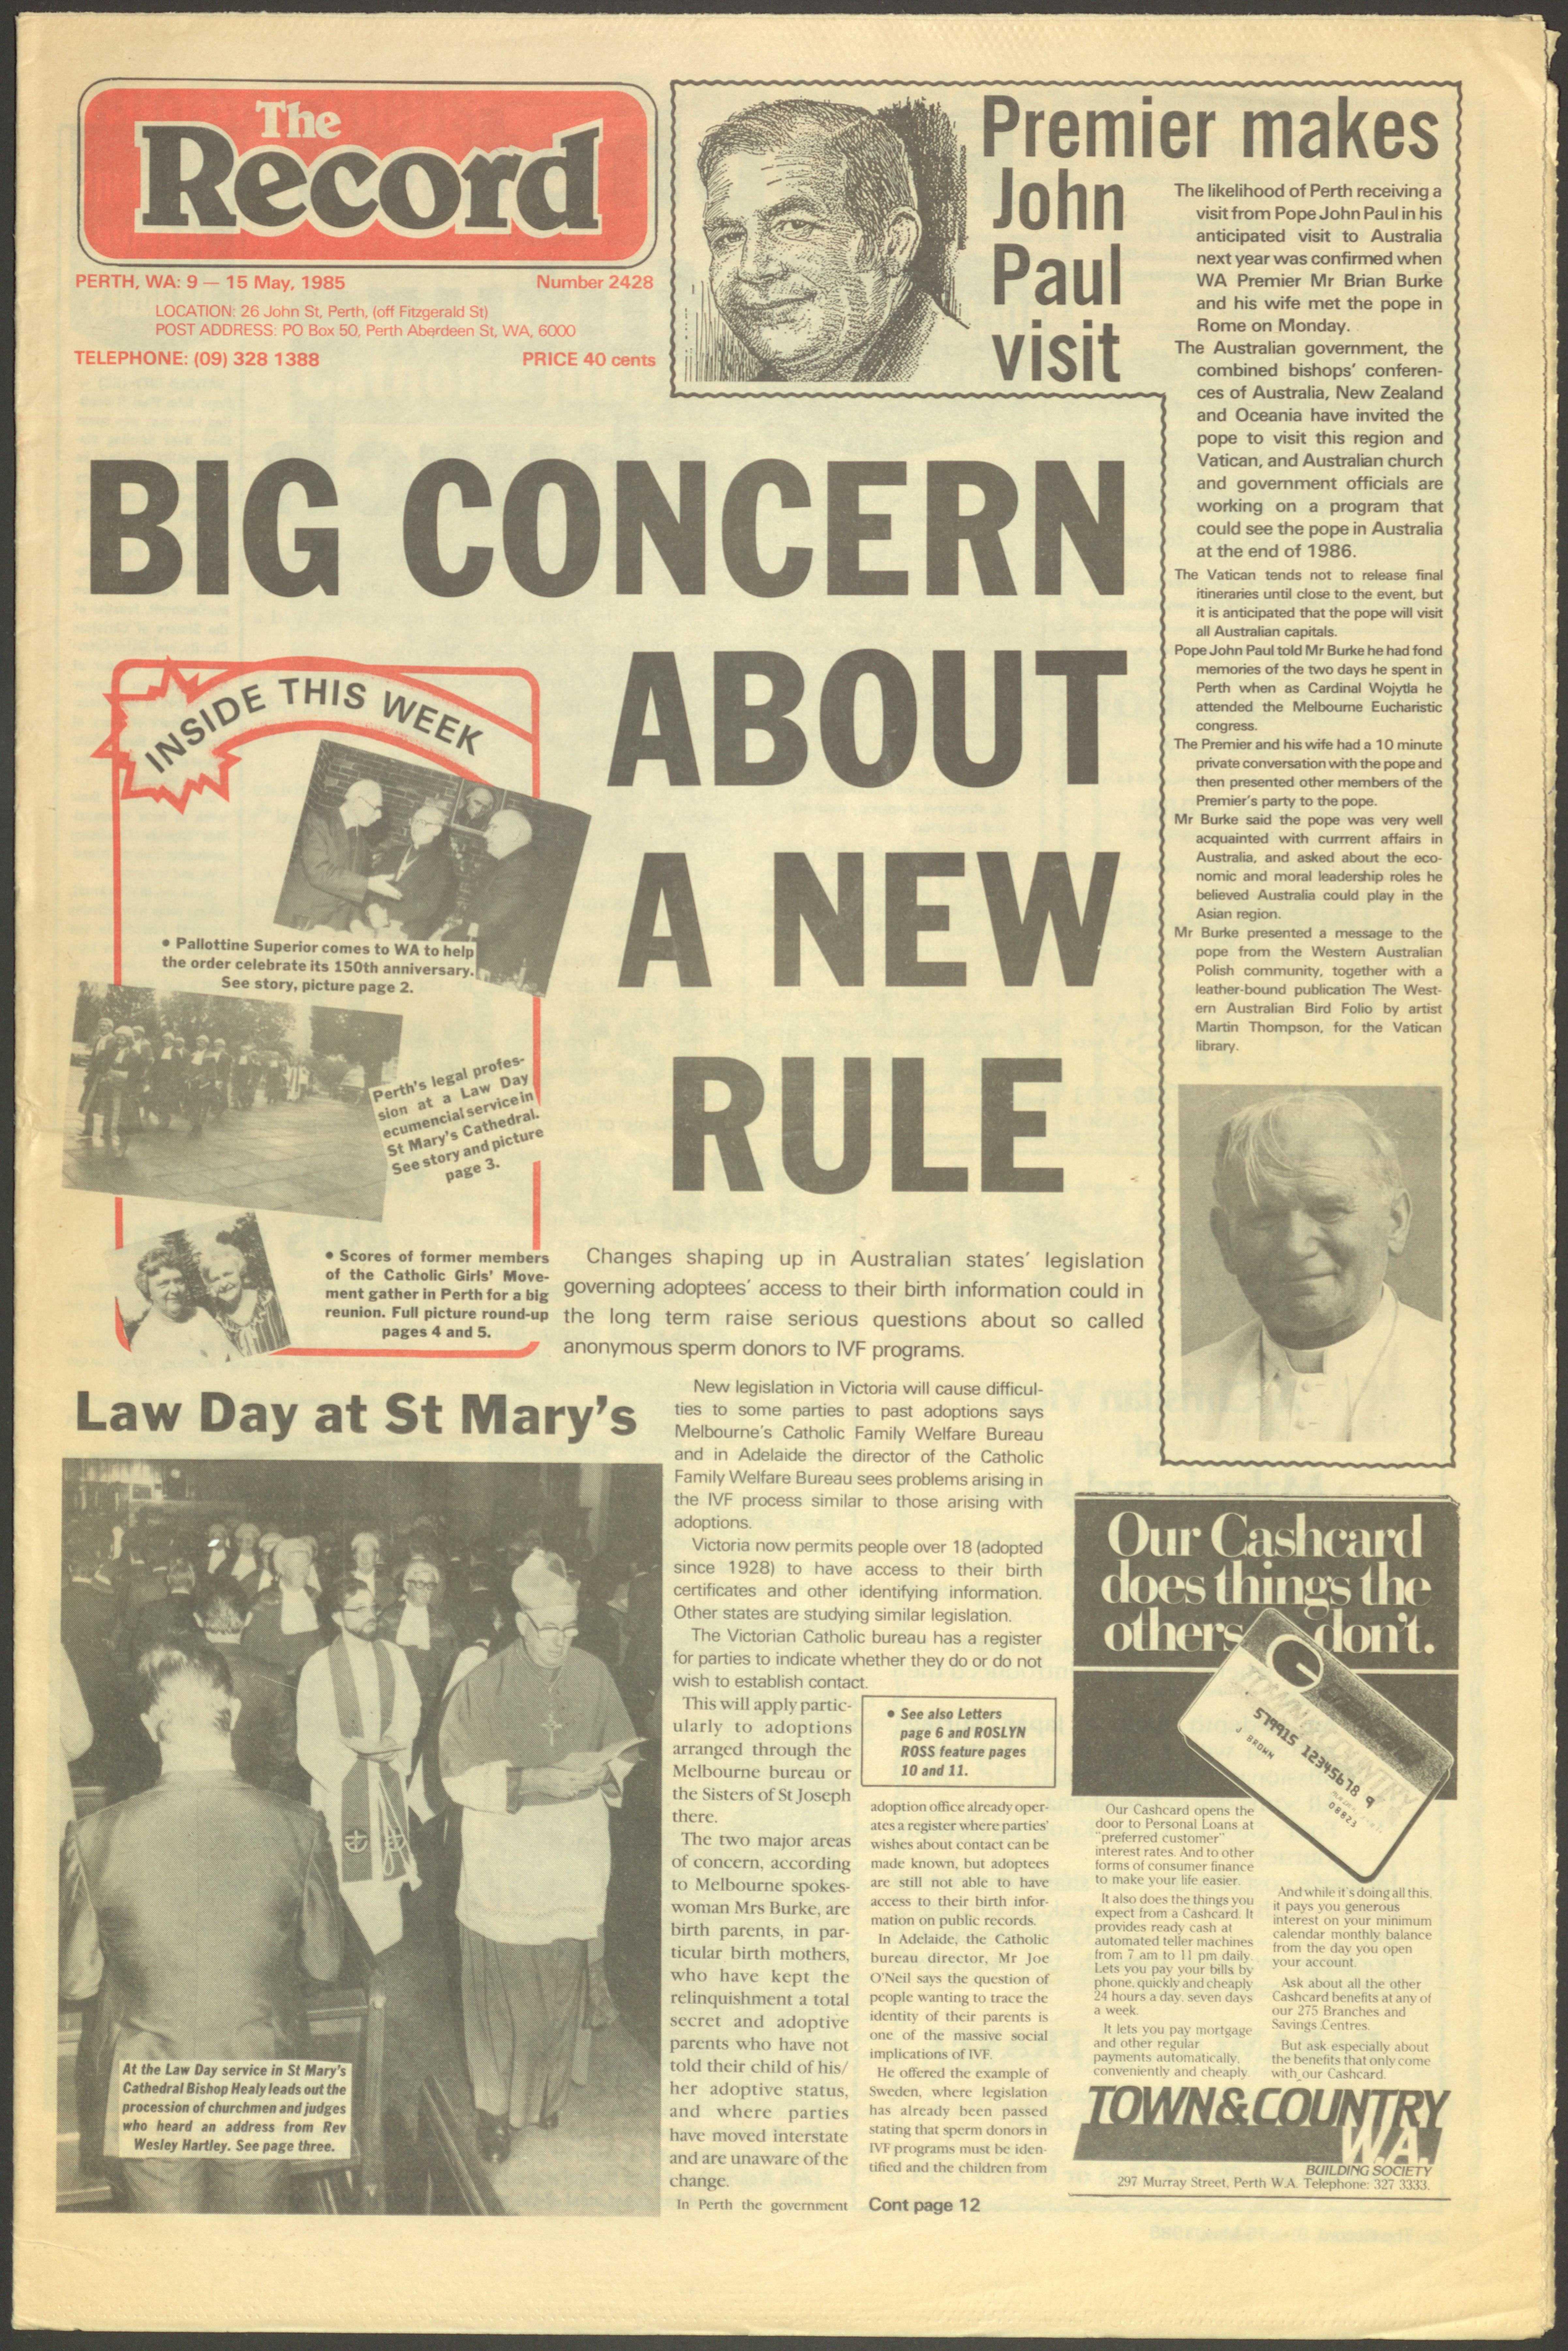 The
Record
PERTH, WA: 9 — 15 May, 1985
Number 2428
LOCATION: 26 John St, Perth, (off Fitzgerald St)
POST ADDRESS: PO Box 50, Perth Aberdeen St, WA, 6000
TELEPHONE: (09) 328 1388
PRICE 40 cents
Premier makes
John
Paul
visit
The likelihood of Perth receiving a
visit from Pope John Paul in his
anticipated visit to Australia
next year was confirmed when
WA Premier Mr Brian Burke
and his wife met the pope in
Rome on Monday.
The Australian government, the
combined bishops' conferen-
ces of Australia, New Zealand
and Oceania have invited the
pope to visit this region and
Vatican, and Australian church
and government officials are
working on a program that
could see the pope in Australia
at the end of 1986.
The Vatican tends not to release final
itineraries until close to the event, but
it is anticipated that the pope will visit
all Australian capitals.
Pope John Paul told Mr Burke he had fond
memories of the two days he spent in
Perth when as Cardinal Wojytla he
attended the Melbourne Eucharistic
congress.
The Premier and his wife had a 10 minute
private conversation with the pope and
then presented other members of the
Premier's party to the pope.
Mr Burke said the pope was very well
acquainted with currrent affairs in
Australia, and asked about the eco-
nomic and moral leadership roles he
believed Australia could play in the
Asian region.
Mr Burke presented a message to the
pope from the Western Australian
Polish community, together with a
leather-bound publication The West-
ern Australian Bird Folio by artist
Martin Thompson, for the Vatican
library.
BIG CONCERN
ABOUT
A NEW
RULE
INSIDE THIS WEEK
• Pallottine Superior comes to WA to help
the order celebrate its 150th anniversary.
See story, picture page 2.
Perth's legal profes-
sion at a Law Day
ecumencial service in
St Mary's Cathedral.
See story and picture
page 3.
• Scores of former members
of the Catholic Girls' Move-
ment gather in Perth for a big
reunion. Full picture round-up
pages 4 and 5.
Changes shaping up in Australian states' legislation
governing adoptees' access to their birth information could in
the long term raise serious questions about so called
anonymous sperm donors to IVF programs.
New legislation in Victoria will cause difficul-
ties to some parties to past adoptions says
Melbourne's Catholic Family Welfare Bureau
and in Adelaide the director of the Catholic
Family Welfare Bureau sees problems arising in
the IVF process similar to those arising with
adoptions.
Victoria now permits people over 18 (adopted
since 1928) to have access to their birth
certificates and other identifying information.
Other states are studying similar legislation.
The Victorian Catholic bureau has a register
for parties to indicate whether they do or do not
wish to establish contact.
This will apply partic-
ularly to adoptions
arranged through the
Melbourne bureau or
the Sisters of St Joseph
there.
The two major areas
of concern, according
to Melbourne spokes-
woman Mrs Burke, are
birth parents, in par-
ticular birth mothers,
who have kept the
relinquishment a total
secret and adoptive
parents who have not
told their child of his/
her adoptive status,
and where parties
have moved interstate
and are unaware of the
change.
In Perth the government
• See also Letters
page 6 and ROSLYN
ROSS feature pages
10 and 11.
adoption office already oper-
ates a register where parties'
wishes about contact can be
made known, but adoptees
are still not able to have
access to their birth infor-
mation on public records.
In Adelaide, the Catholic
bureau director, Mr Joe
O'Neil says the question of
people wanting to trace the
identity of their parents is
one of the massive social
implications of IVF.
He offered the example of
Sweden, where legislation
has already been passed
stating that sperm donors in
IVF programs must be iden-
tified and the children from
Cont page 12
Law Day at St Mary's
At the Law Day service in St Mary's
Cathedral Bishop Healy leads out the
procession of churchmen and judges
who heard an address from Rev
Wesley Hartley. See page three.
Our Cashcard
does things the
others don't.
TOWN & COUNTRY
579915 12345678 9
J BROWN
08823
Our Cashcard opens the
door to Personal Loans at
"preferred customer"
interest rates. And to other
forms of consumer finance
to make your life easier.
It also does the things you
expect from a Cashcard. It
provides ready cash at
automated teller machines
from 7 am to 11 pm daily.
Lets you pay your bills by
phone, quickly and cheaply
24 hours a day, seven days
a week.
It lets you pay mortgage
and other regular
payments automatically,
conveniently and cheaply.
And while it's doing all this,
it pays you generous
interest on your minimum
calendar monthly balance
from the day you open
your account.
Ask about all the other
Cashcard benefits at any of
our 275 Branches and
Savings Centres.
But ask especially about
the benefits that only come
with our Cashcard.
TOWN & COUNTRY
W.A.
BUILDING SOCIETY
297 Murray Street, Perth W.A. Telephone: 327 3333.